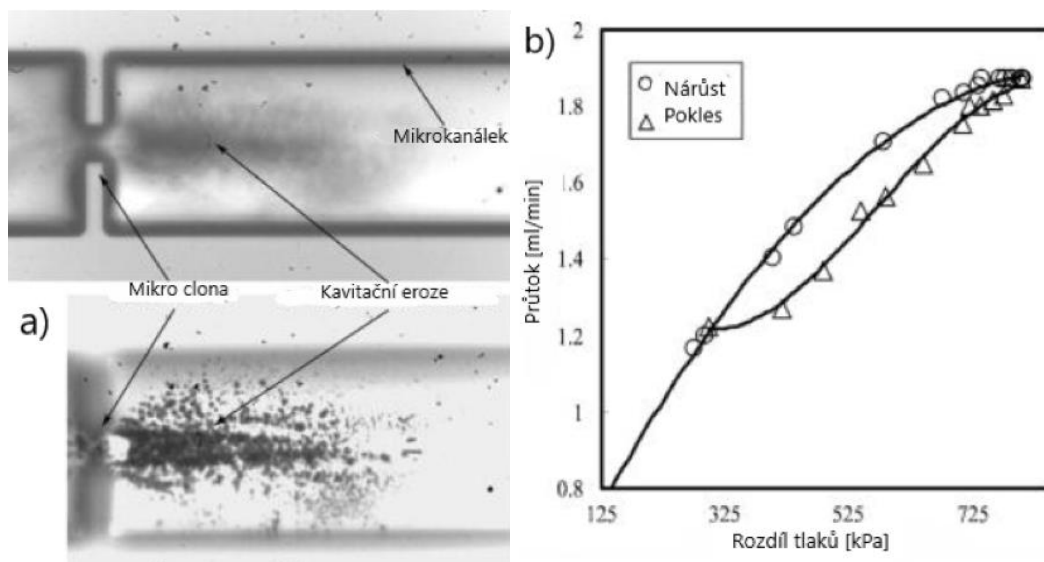 Mikrokanálek
Mikro clona
Kavitační eroze
a)
b)
2
1.8
1.6
1.4
1.2
1
0.8
Průtok [ml/min]
Nárůst
Pokles
125
325
525
725
Rozdíl tlaků [kPa]